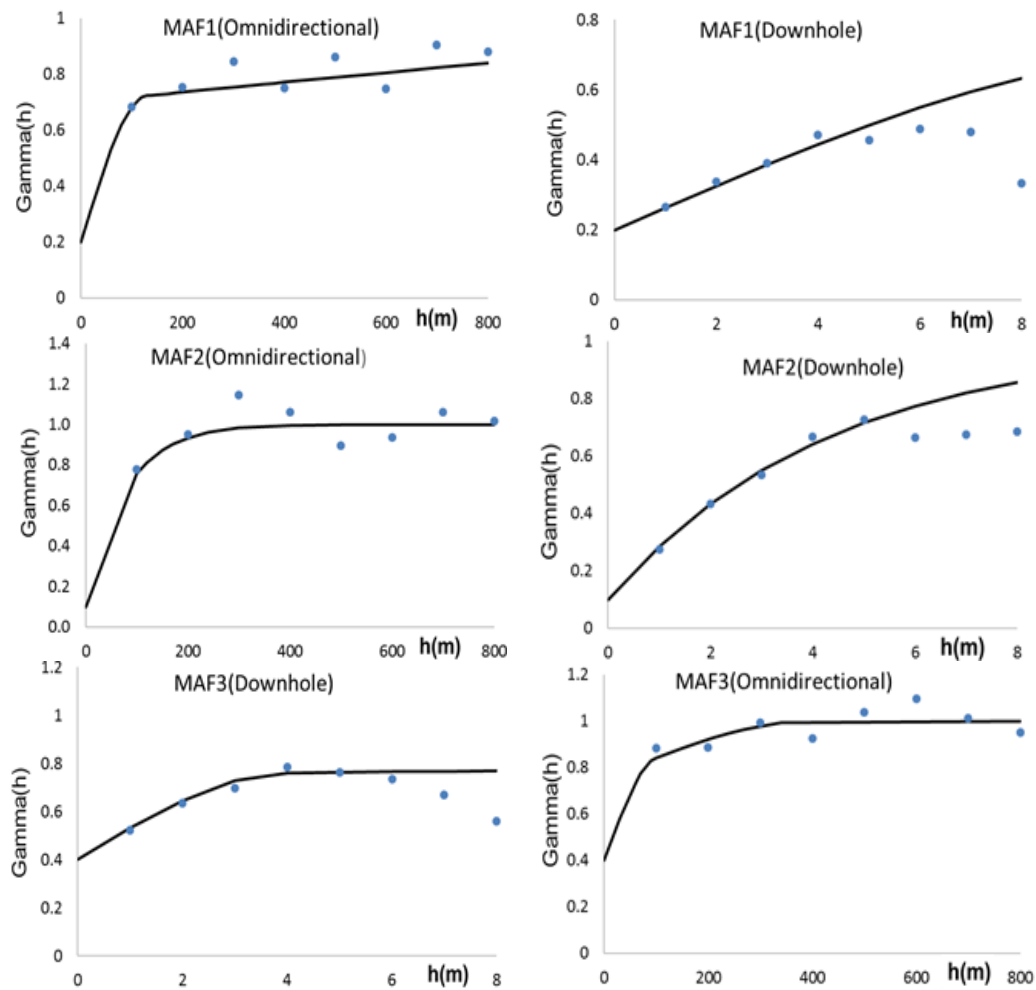 MAF1(Omnidirectional)
Gamma(h)
1
0.8
0.6
0.4
0.2
0
0 200 400 600 800
h(m)
MAF1(Downhole)
Gamma(h)
0.8
0.6
0.4
0.2
0
0 2 4 6 8
h(m)
MAF2(Omnidirectional)
Gamma(h)
1.4
1.2
1.0
0.8
0.6
0.4
0.2
0.0
0 200 400 600 800
h(m)
MAF2(Downhole)
Gamma(h)
1
0.8
0.6
0.4
0.2
0
0 2 4 6 8
h(m)
MAF3(Downhole)
Gamma(h)
1.2
1
0.8
0.6
0.4
0.2
0
0 2 4 6 8
h(m)
MAF3(Omnidirectional)
Gamma(h)
1.2
1
0.8
0.6
0.4
0.2
0
0 200 400 600 800
h(m)